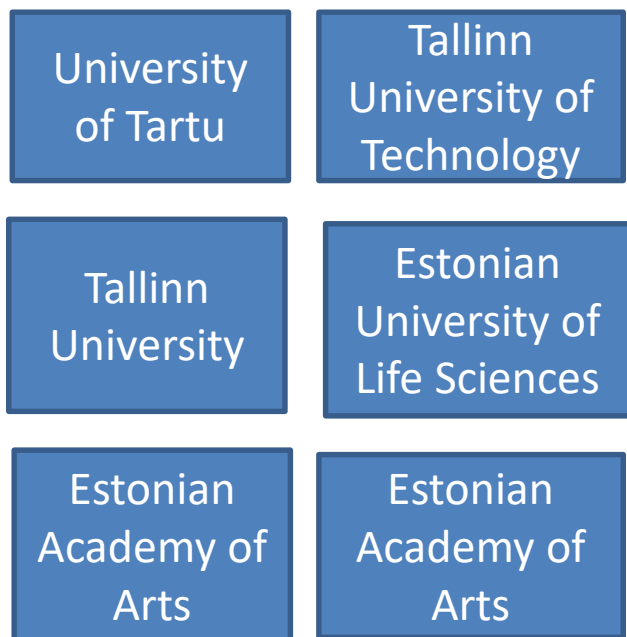 University
of Tartu
Tallinn
University of
Technology
Tallinn
University
Estonian
University of
Life Sciences
Estonian
Academy of
Arts
Estonian
Academy of
Arts